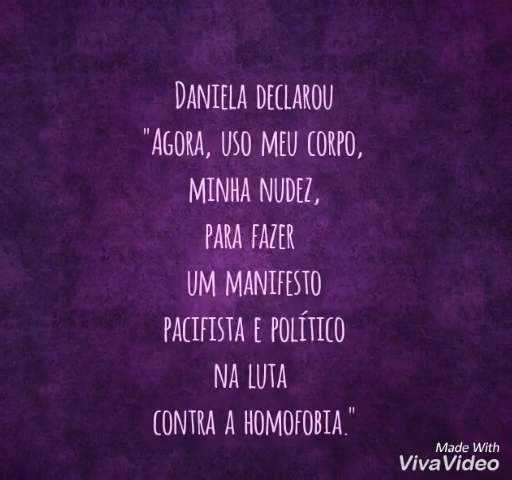 DANIELA DECLAROU
"AGORA, USO MEU CORPO,
MINHA NUDEZ,
PARA FAZER
UM MANIFESTO
PACIFISTA E POLÍTICO
NA LUTA
CONTRA A HOMOFOBIA."
Made With
VivaVideo